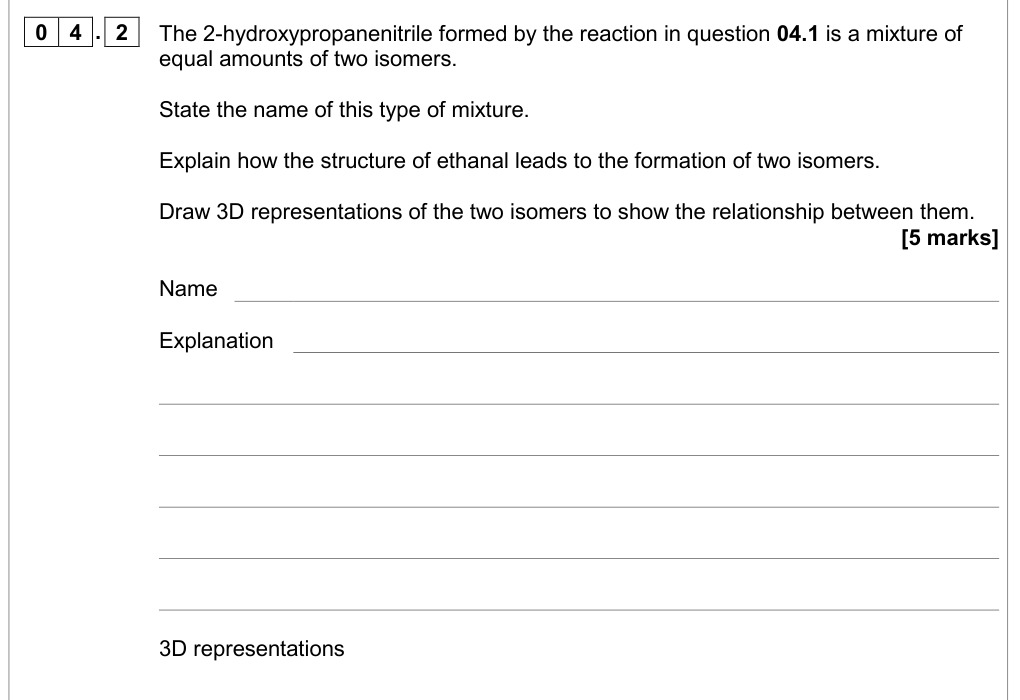 04.2 The 2-hydroxypropanenitrile formed by the reaction in question 04.1 is a mixture of
equal amounts of two isomers.
State the name of this type of mixture.
Explain how the structure of ethanal leads to the formation of two isomers.
Draw 3D representations of the two isomers to show the relationship between them.
[5 marks]
Name
Explanation
3D representations